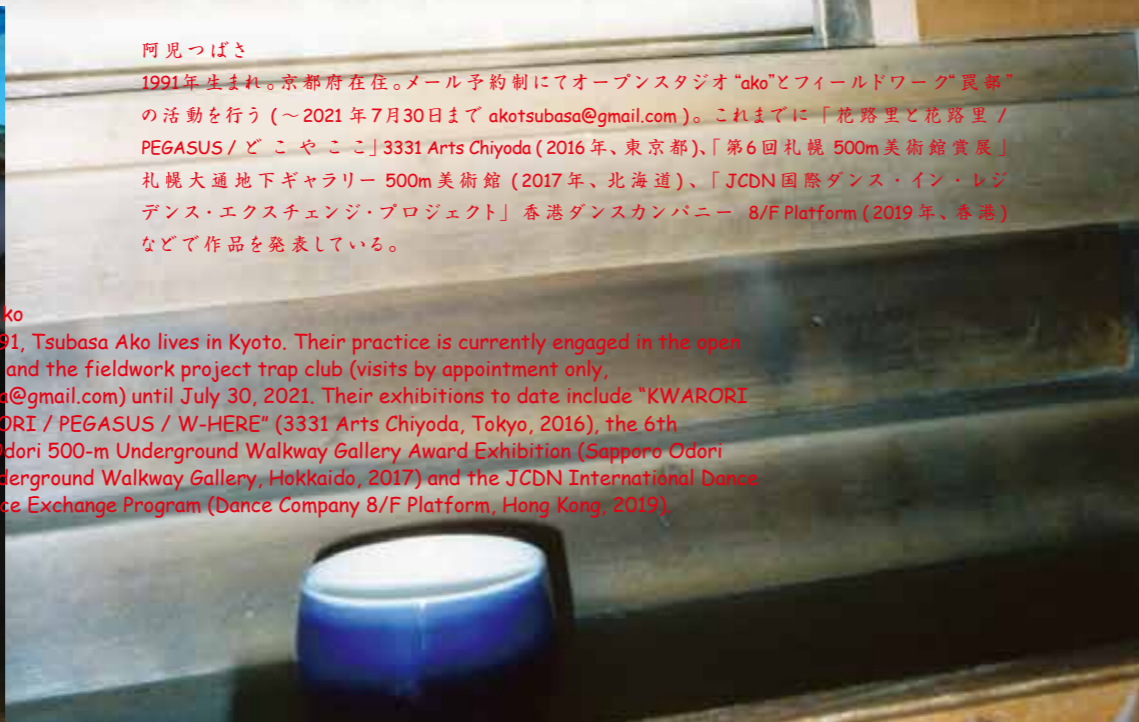 阿児つばさ
1991年生まれ。京都府在住。メール予約制にてオープンスタジオ“ako”とフィールドワーク“罠部”
の活動を行う（～2021年7月30日まで akotsubasa@gmail.com）。これまでに「花路里と花路里 /
PEGASUS / どこやここ」3331 Arts Chiyoda（2016年、東京都）、「第6回札幌500m美術館賞展」
札幌大通地下ギャラリー 500m美術館（2017年、北海道）、「JCDN国際ダンス・イン・レジ
デンス・エクスチェンジ・プロジェクト」香港ダンスカンパニー 8/F Platform（2019年、香港）
などで作品を発表している。
ko
91, Tsubasa Ako lives in Kyoto. Their practice is currently engaged in the open
and the fieldwork project trap club (visits by appointment only,
a@gmail.com) until July 30, 2021. Their exhibitions to date include “KWARORI
ORI / PEGASUS / W-HERE” (3331 Arts Chiyoda, Tokyo, 2016), the 6th
Odori 500-m Underground Walkway Gallery Award Exhibition (Sapporo Odori
derground Walkway Gallery, Hokkaido, 2017) and the JCDN International Dance
ce Exchange Program (Dance Company 8/F Platform, Hong Kong, 2019).